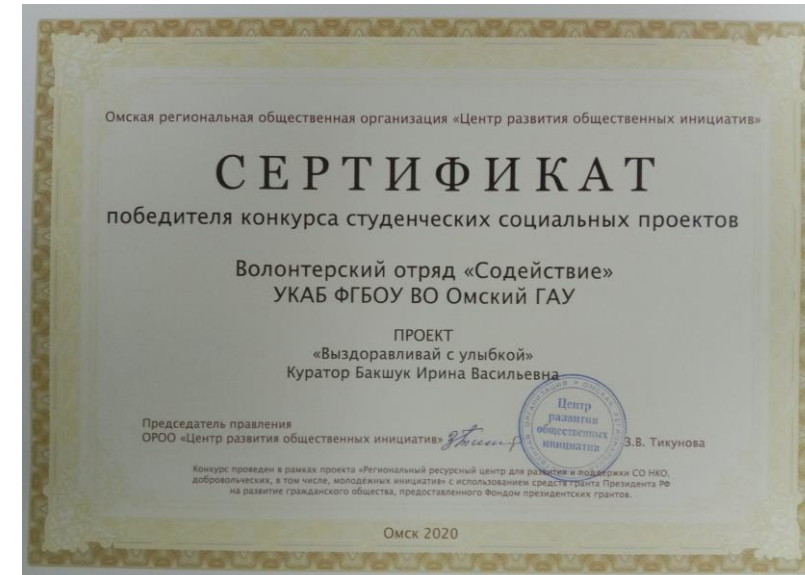 Омская региональная общественная организация «Центр развития общественных инициатив»
СЕРТИФИКАТ
победителя конкурса студенческих социальных проектов
Волонтерский отряд «Содействие»
УКАБ ФГБОУ ВО Омский ГАУ
ПРОЕКТ
«Выздоравливай с улыбкой»
Куратор Бакшук Ирина Васильевна
Председатель правления
ОРОО «Центр развития общественных инициатив»
З.В. Тикунова
Центр
развития
общественных
инициатив
Конкурс проведен в рамках проекта «Региональный ресурсный центр для развития и поддержки СО НКО,
добровольческих, в том числе, молодёжных инициатив» с использованием средств гранта Президента РФ
на развитие гражданского общества, предоставленного Фондом президентских грантов.
Омск 2020